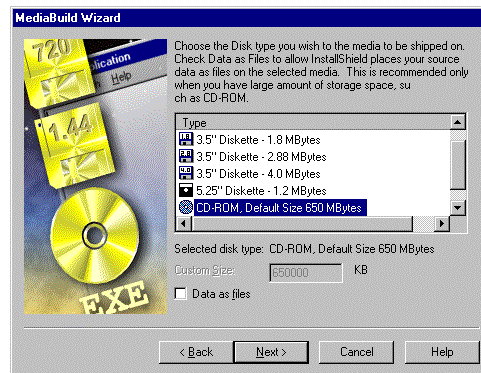 MediaBuild Wizard
720
plication
Help
1.44
EXE
Choose the Disk type you wish to the media to be shipped on.
Check Data as Files to allow InstallShield places your source
data as files on the selected media.  This is recommended only
when you have large amount of storage space, su
ch as CD-ROM.
Type
3.5" Diskette - 1.8 MBytes
3.5" Diskette - 2.88 MBytes
3.5" Diskette - 4.0 MBytes
5.25" Diskette - 1.2 MBytes
CD-ROM, Default Size 650 MBytes
Selected disk type:  CD-ROM, Default Size 650 MBytes
Custom Size: 650000 KB
Data as files
< Back Next > Cancel Help